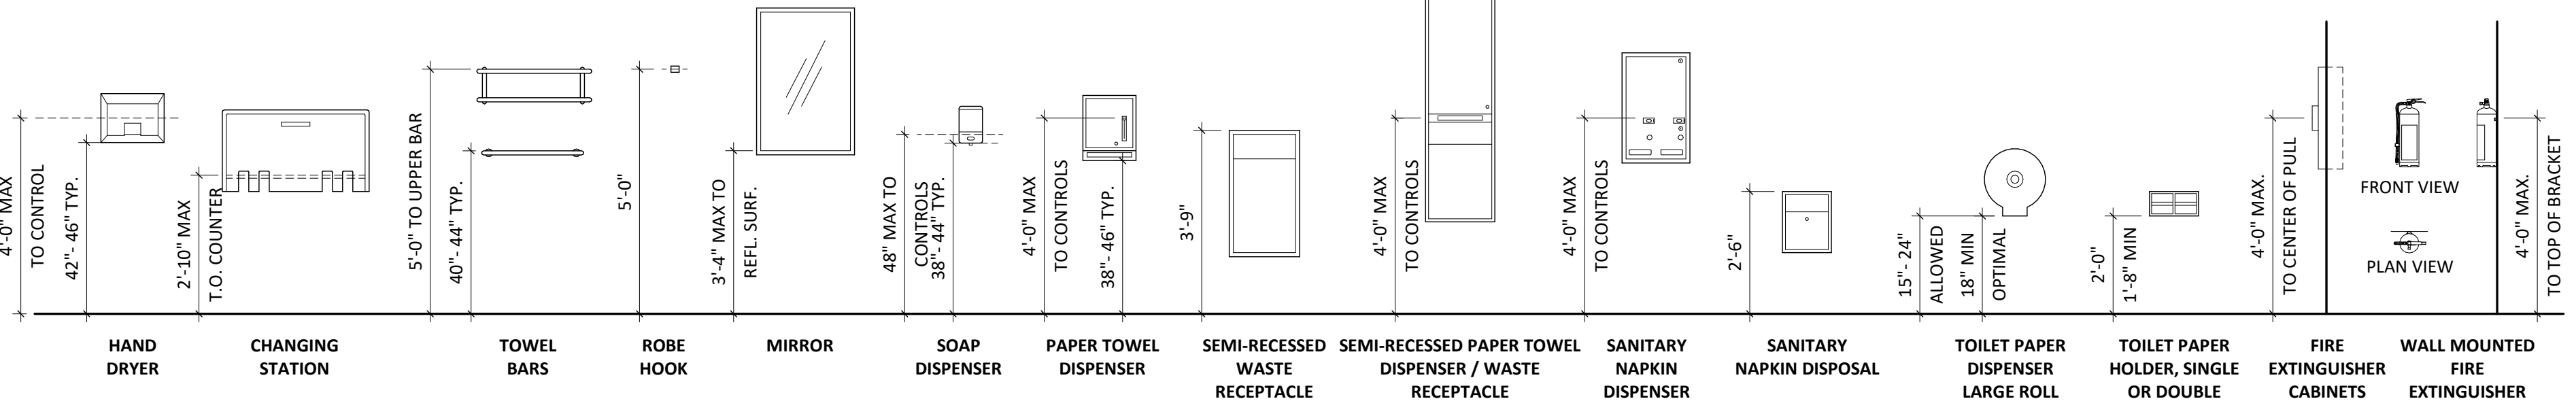 4'-0" MAX
TO CONTROL
42"- 46" TYP.
2'-10" MAX
T.O. COUNTER
5'-0" TO UPPER BAR
40"- 44" TYP.
5'-0"
3'-4" MAX TO
REFL. SURF.
48" MAX TO
CONTROLS
38"- 44" TYP.
4'-0" MAX
TO CONTROLS
38"- 46" TYP.
3'-9"
4'-0" MAX
TO CONTROLS
4'-0" MAX
TO CONTROLS
2'-6"
15"- 24"
ALLOWED
18" MIN
OPTIMAL
2'-0"
1'-8" MIN
4'-0" MAX.
TO CENTER OF PULL
FRONT VIEW
PLAN VIEW
4'-0" MAX.
TO TOP OF BRACKET
HAND
DRYER
CHANGING
STATION
TOWEL
BARS
ROBE
HOOK
MIRROR
SOAP
DISPENSER
PAPER TOWEL
DISPENSER
SEMI-RECESSED
WASTE
RECEPTACLE
SEMI-RECESSED PAPER TOWEL
DISPENSER / WASTE
RECEPTACLE
SANITARY
NAPKIN
DISPENSER
SANITARY
NAPKIN DISPOSAL
TOILET PAPER
DISPENSER
LARGE ROLL
TOILET PAPER
HOLDER, SINGLE
OR DOUBLE
FIRE
EXTINGUISHER
CABINETS
WALL MOUNTED
FIRE
EXTINGUISHER